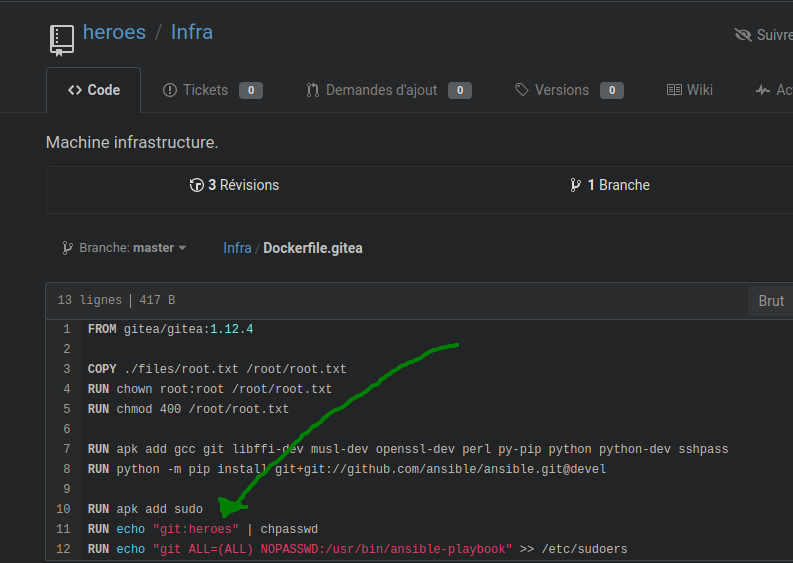 heroes / Infra
Suivre
Code
Tickets 0
Demandes d'ajout 0
Versions 0
Wiki
Ac
Machine infrastructure.
3 Révisions
1 Branche
Branche: master
Infra / Dockerfile.gitea
13 lignes | 417 B
Brut
1 FROM gitea/gitea:1.12.4
2
3 COPY ./files/root.txt /root/root.txt
4 RUN chown root:root /root/root.txt
5 RUN chmod 400 /root/root.txt
6
7 RUN apk add gcc git libffi-dev musl-dev openssl-dev perl py-pip python python-dev sshpass
8 RUN python -m pip install git+git://github.com/ansible/ansible.git@devel
9
10 RUN apk add sudo
11 RUN echo "git:heroes" | chpasswd
12 RUN echo "git ALL=(ALL) NOPASSWD:/usr/bin/ansible-playbook" >> /etc/sudoers